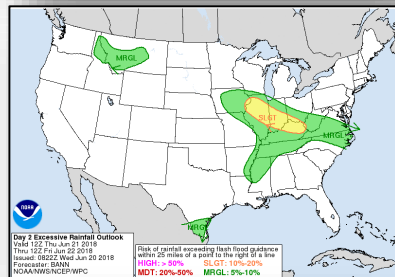 MRGL
SLGT
MRGL
MRGL
noaa
Day 2 Excessive Rainfall Outlook
Valid 12Z Thu Jun 21 2018
Thru 12Z Fri Jun 22 2018
Issued: 0822Z Wed Jun 20 2018
Forecaster: BANN
NOAA/NWS/NCEP/WPC
Risk of rainfall exceeding flash flood guidance
within 25 miles of a point to the right of a line
HIGH: > 50% SLGT: 10%-20%
MDT: 20%-50% MRGL: 5%-10%